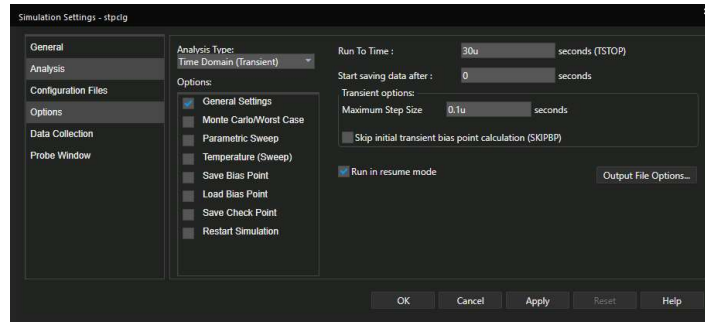 Simulation Settings - stpclg
General
Analysis
Configuration Files
Options
Data Collection
Probe Window
Analysis Type:
Time Domain (Transient)
Options:
General Settings
Monte Carlo/Worst Case
Parametric Sweep
Temperature (Sweep)
Save Bias Point
Load Bias Point
Save Check Point
Restart Simulation
Run To Time : 30u seconds (TSTOP)
Start saving data after : 0 seconds
Transient options:
Maximum Step Size 0.1u seconds
Skip initial transient bias point calculation (SKIPBP)
Run in resume mode
Output File Options...
OK Cancel Apply Reset Help